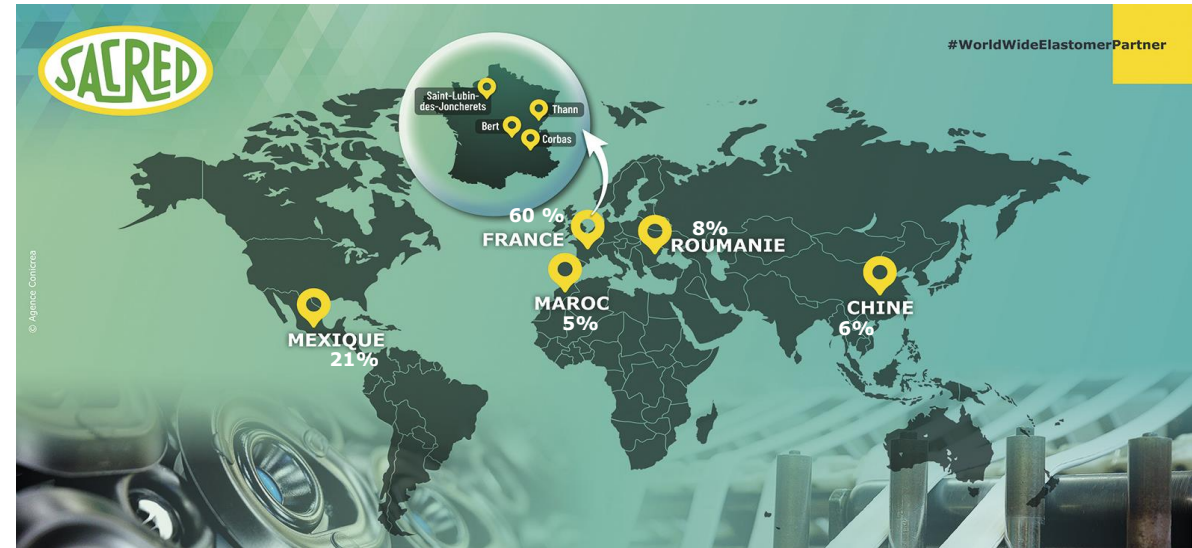 SACRED
#WorldWideElastomerPartner
Saint-Lubin-
des-Joncherets
Thann
Bert
Corbas
60 %
FRANCE
8%
ROUMANIE
MAROC
5%
CHINE
6%
MEXIQUE
21%
© Agence Conicrea